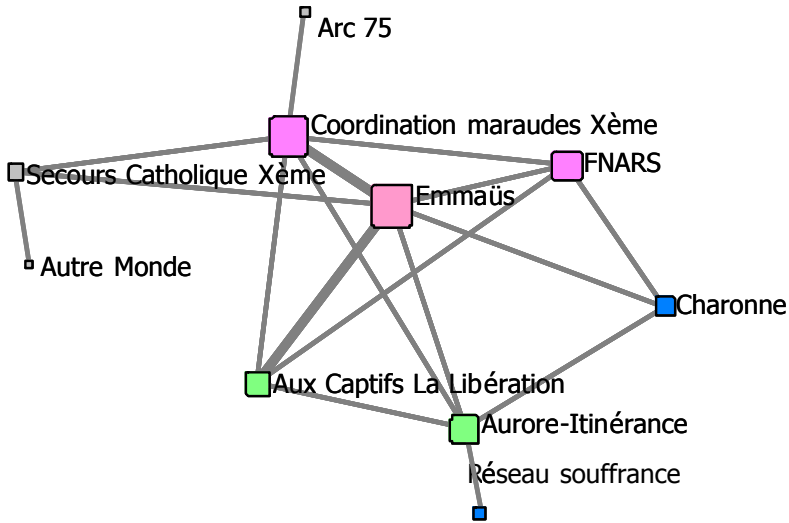 Arc 75
Coordination maraudes Xème
FNARS
Secours Catholique Xème
Emmaüs
Autre Monde
Charonne
Aux Captifs La Libération
Aurore-Itinérance
Réseau souffrance